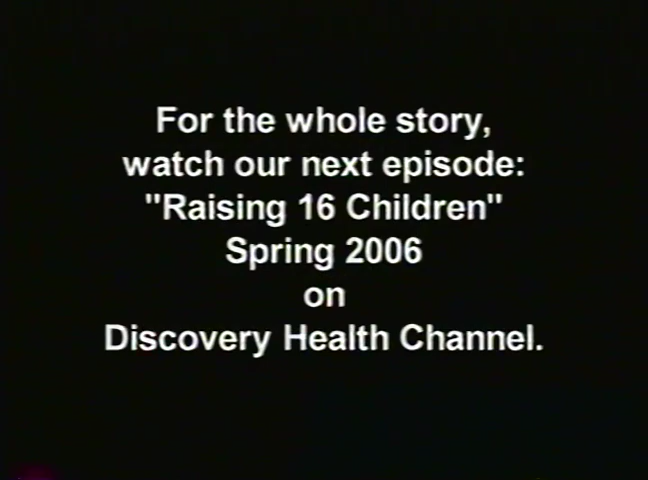 For the whole story,
watch our next episode:
"Raising 16 Children"
Spring 2006
on
Discovery Health Channel.